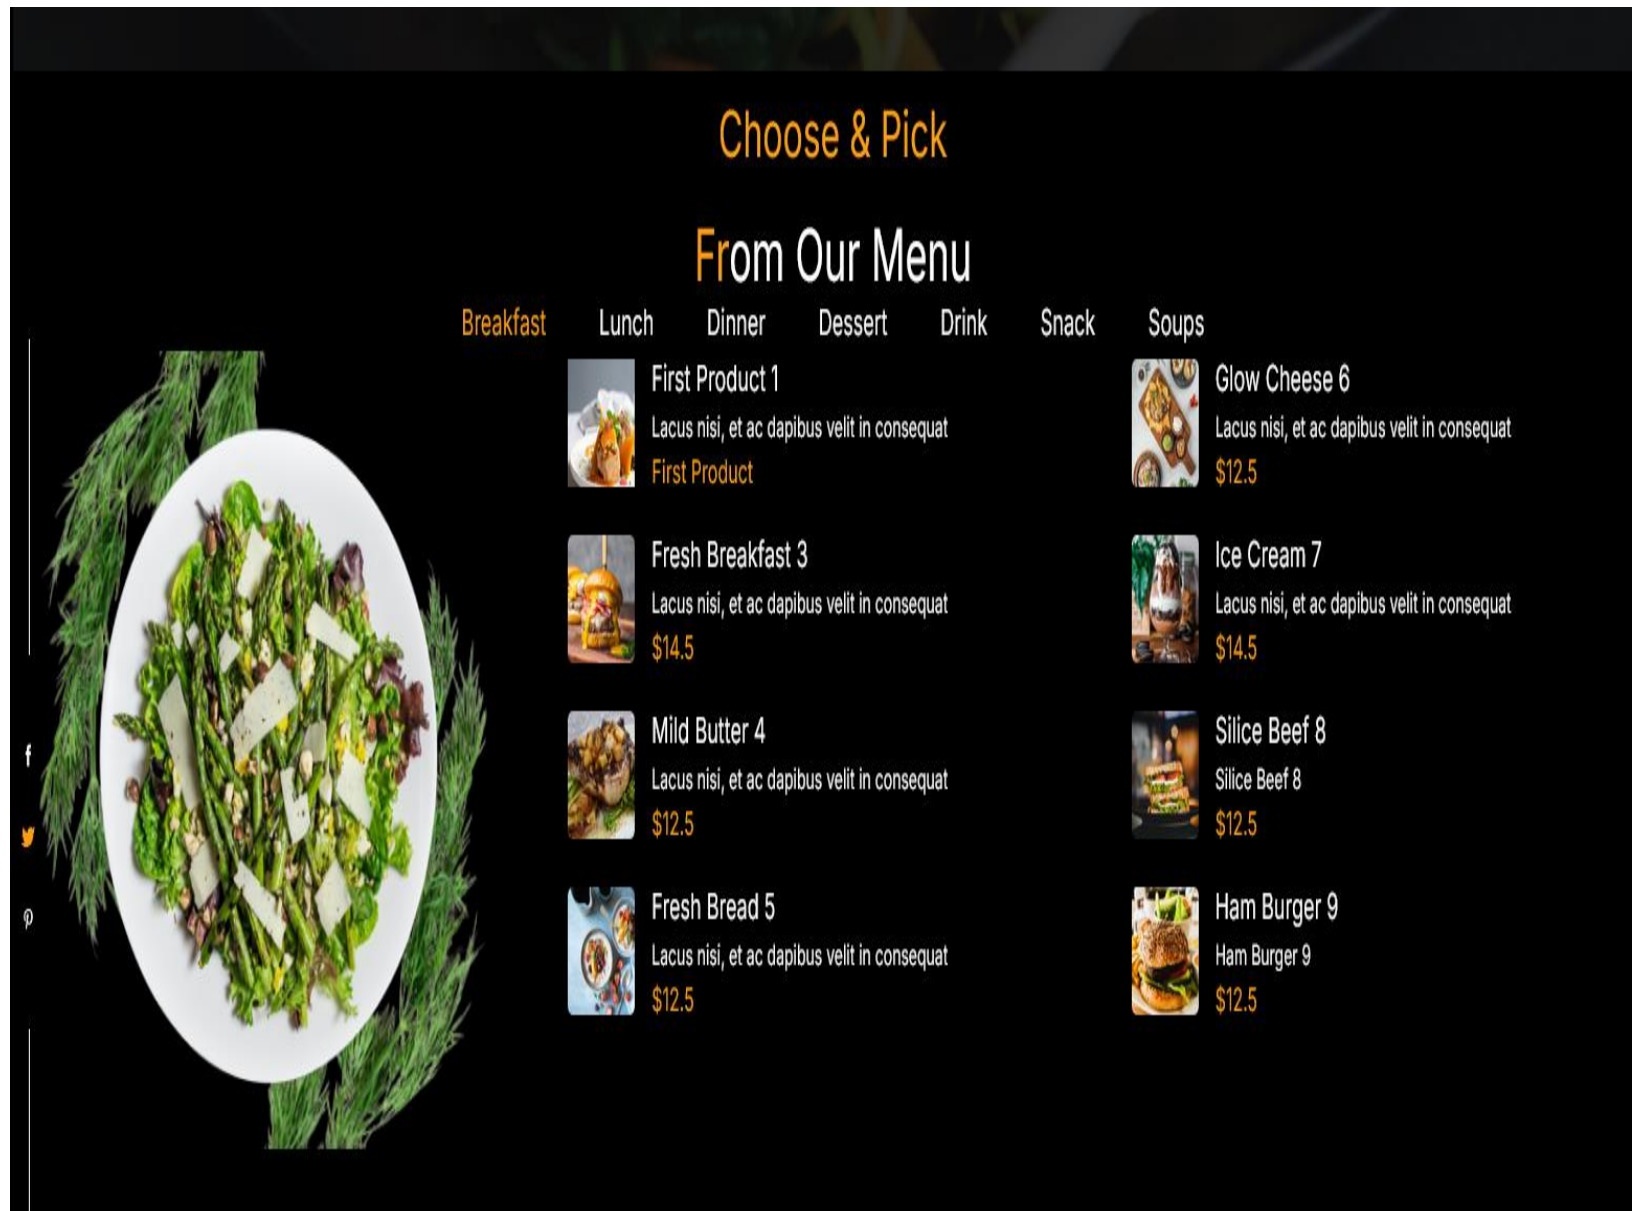 Choose & Pick
From Our Menu
Breakfast Lunch Dinner Dessert Drink Snack Soups
First Product 1
Lacus nisi, et ac dapibus velit in consequat
First Product
Fresh Breakfast 3
Lacus nisi, et ac dapibus velit in consequat
$14.5
Mild Butter 4
Lacus nisi, et ac dapibus velit in consequat
$12.5
Fresh Bread 5
Lacus nisi, et ac dapibus velit in consequat
$12.5
Glow Cheese 6
Lacus nisi, et ac dapibus velit in consequat
$12.5
Ice Cream 7
Lacus nisi, et ac dapibus velit in consequat
$14.5
Silice Beef 8
Silice Beef 8
$12.5
Ham Burger 9
Ham Burger 9
$12.5